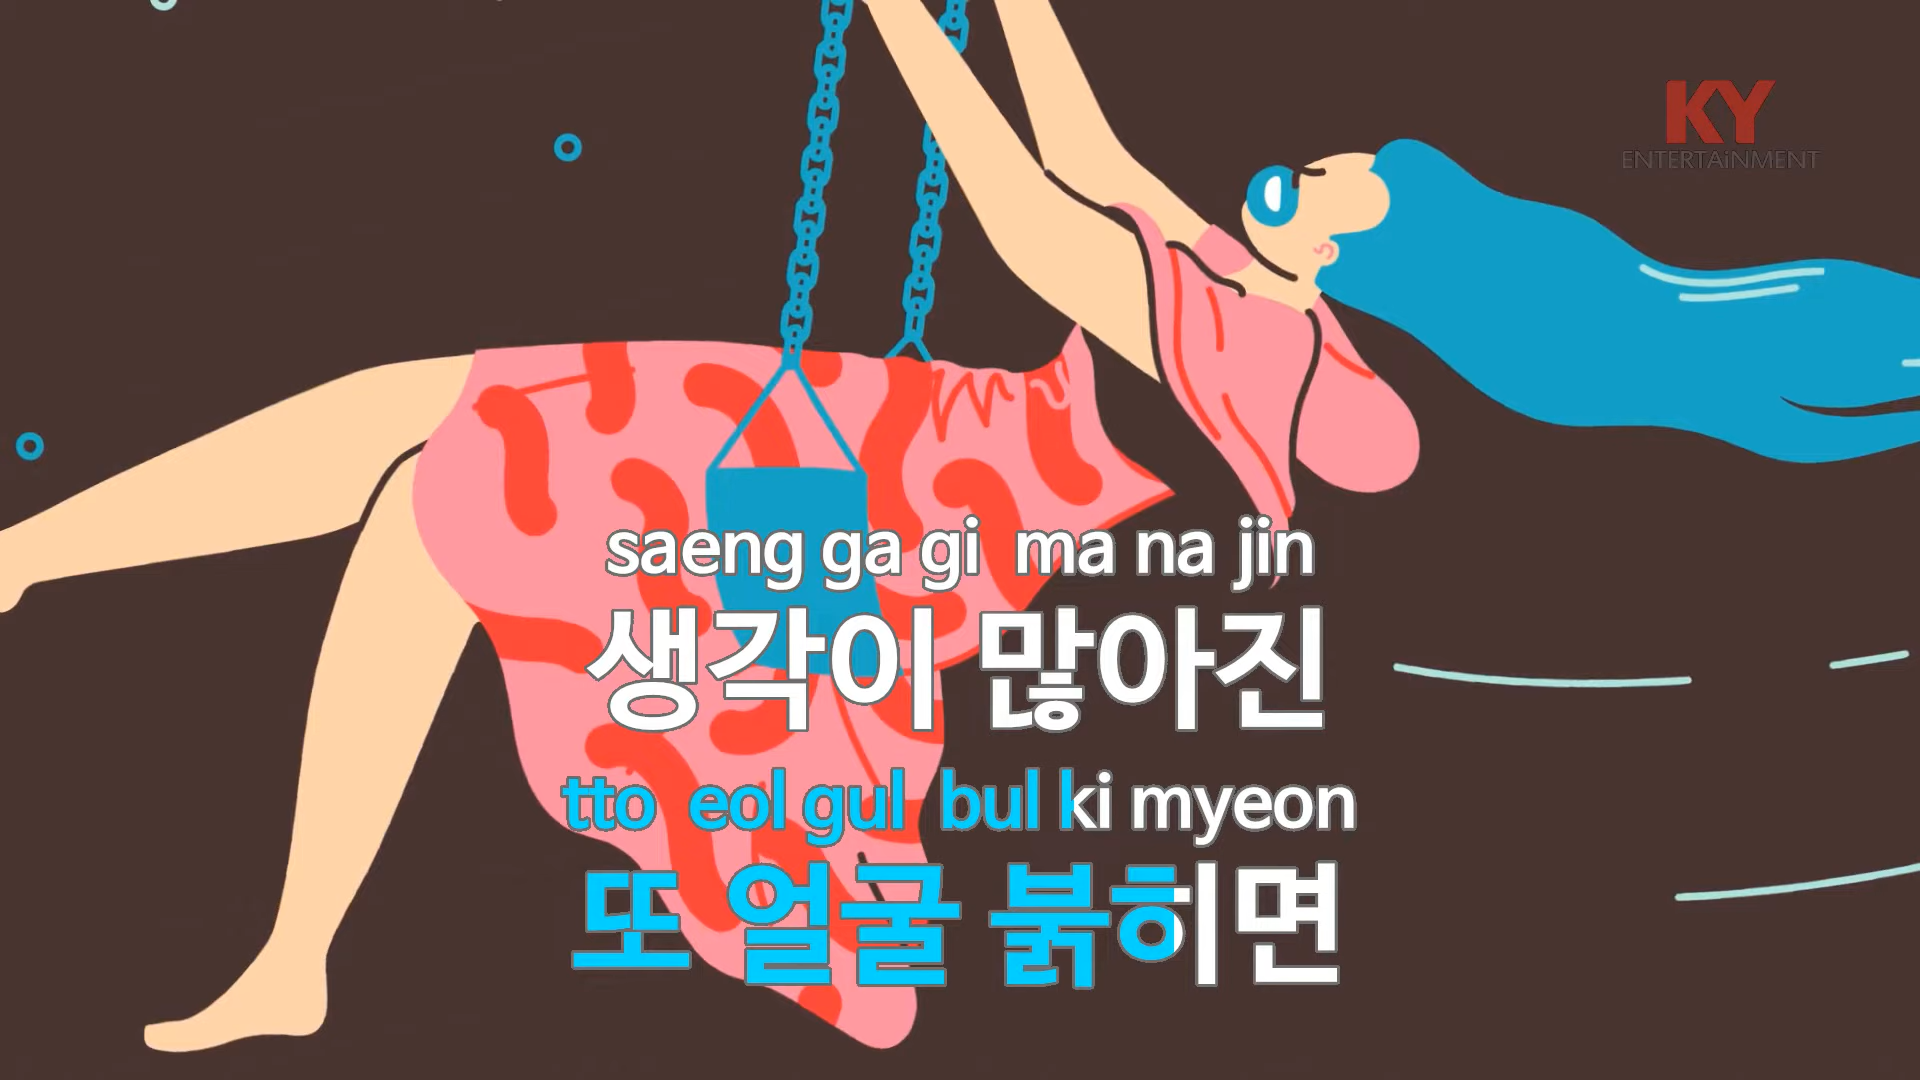 KY
ENTERTAiNMENT
saeng ga gi ma na jin
생각이 많아진
tto eol gul bul ki myeon
또 얼굴 붉히면